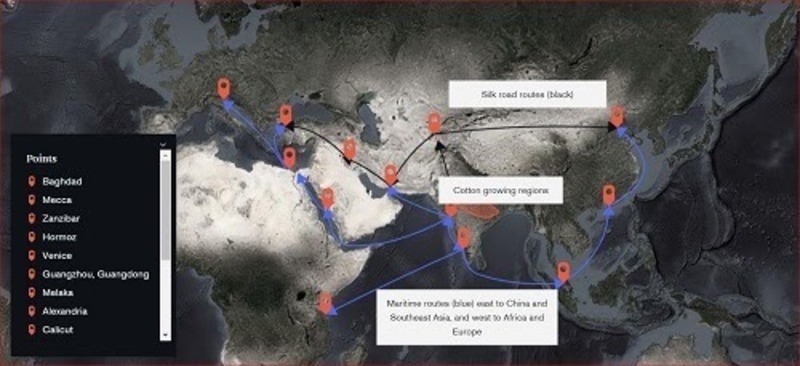 Silk road routes (black)
Points
Baghdad
Mecca
Zanzibar
Hormoz
Venice
Guangzhou, Guangdong
Melaka
Alexandria
Calicut
Cotton growing regions
Maritime routes (blue) east to China and
Southeast Asia, and west to Africa and
Europe